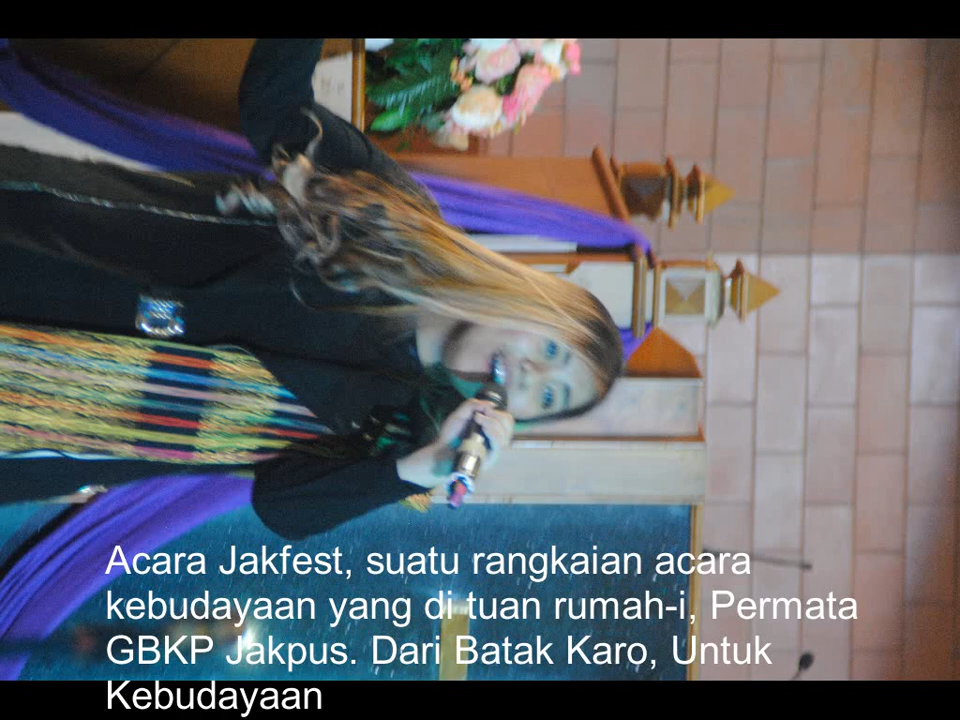 Acara Jakfest, suatu rangkaian acara
kebudayaan yang di tuan rumah-i, Permata
GBKP Jakpus. Dari Batak Karo, Untuk
Kebudayaan